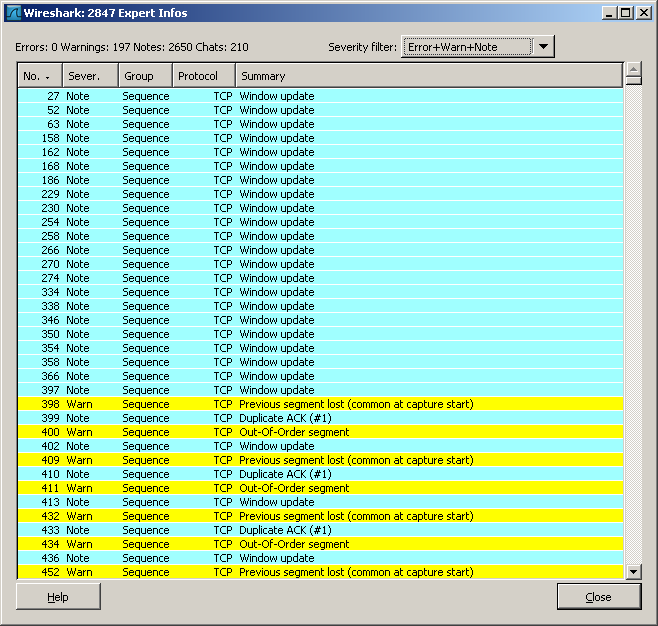 Wireshark: 2847 Expert Infos
Errors: 0 Warnings: 197 Notes: 2650 Chats: 210 Severity filter: Error+Warn+Note
No. Sever. Group Protocol Summary
27 Note Sequence TCP Window update
52 Note Sequence TCP Window update
63 Note Sequence TCP Window update
158 Note Sequence TCP Window update
162 Note Sequence TCP Window update
168 Note Sequence TCP Window update
186 Note Sequence TCP Window update
229 Note Sequence TCP Window update
230 Note Sequence TCP Window update
254 Note Sequence TCP Window update
258 Note Sequence TCP Window update
266 Note Sequence TCP Window update
270 Note Sequence TCP Window update
274 Note Sequence TCP Window update
334 Note Sequence TCP Window update
338 Note Sequence TCP Window update
346 Note Sequence TCP Window update
350 Note Sequence TCP Window update
354 Note Sequence TCP Window update
358 Note Sequence TCP Window update
366 Note Sequence TCP Window update
397 Note Sequence TCP Window update
398 Warn Sequence TCP Previous segment lost (common at capture start)
399 Note Sequence TCP Duplicate ACK (#1)
400 Warn Sequence TCP Out-Of-Order segment
402 Note Sequence TCP Window update
409 Warn Sequence TCP Previous segment lost (common at capture start)
410 Note Sequence TCP Duplicate ACK (#1)
411 Warn Sequence TCP Out-Of-Order segment
413 Note Sequence TCP Window update
432 Warn Sequence TCP Previous segment lost (common at capture start)
433 Note Sequence TCP Duplicate ACK (#1)
434 Warn Sequence TCP Out-Of-Order segment
436 Note Sequence TCP Window update
452 Warn Sequence TCP Previous segment lost (common at capture start)
Help Close